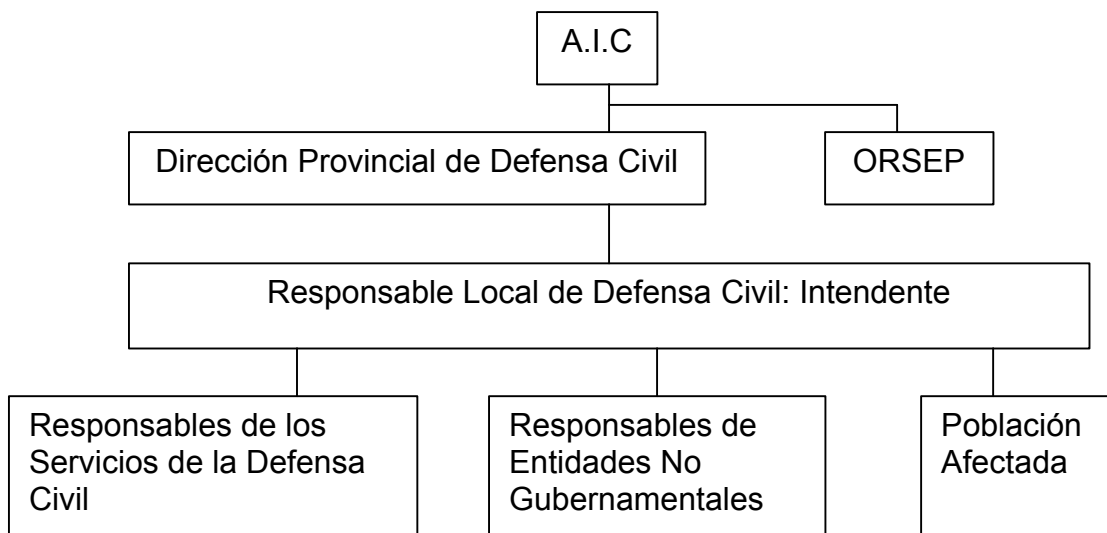 A.I.C
Dirección Provincial de Defensa Civil
ORSEP
Responsable Local de Defensa Civil: Intendente
Responsables de los
Servicios de la Defensa
Civil
Responsables de
Entidades No
Gubernamentales
Población
Afectada